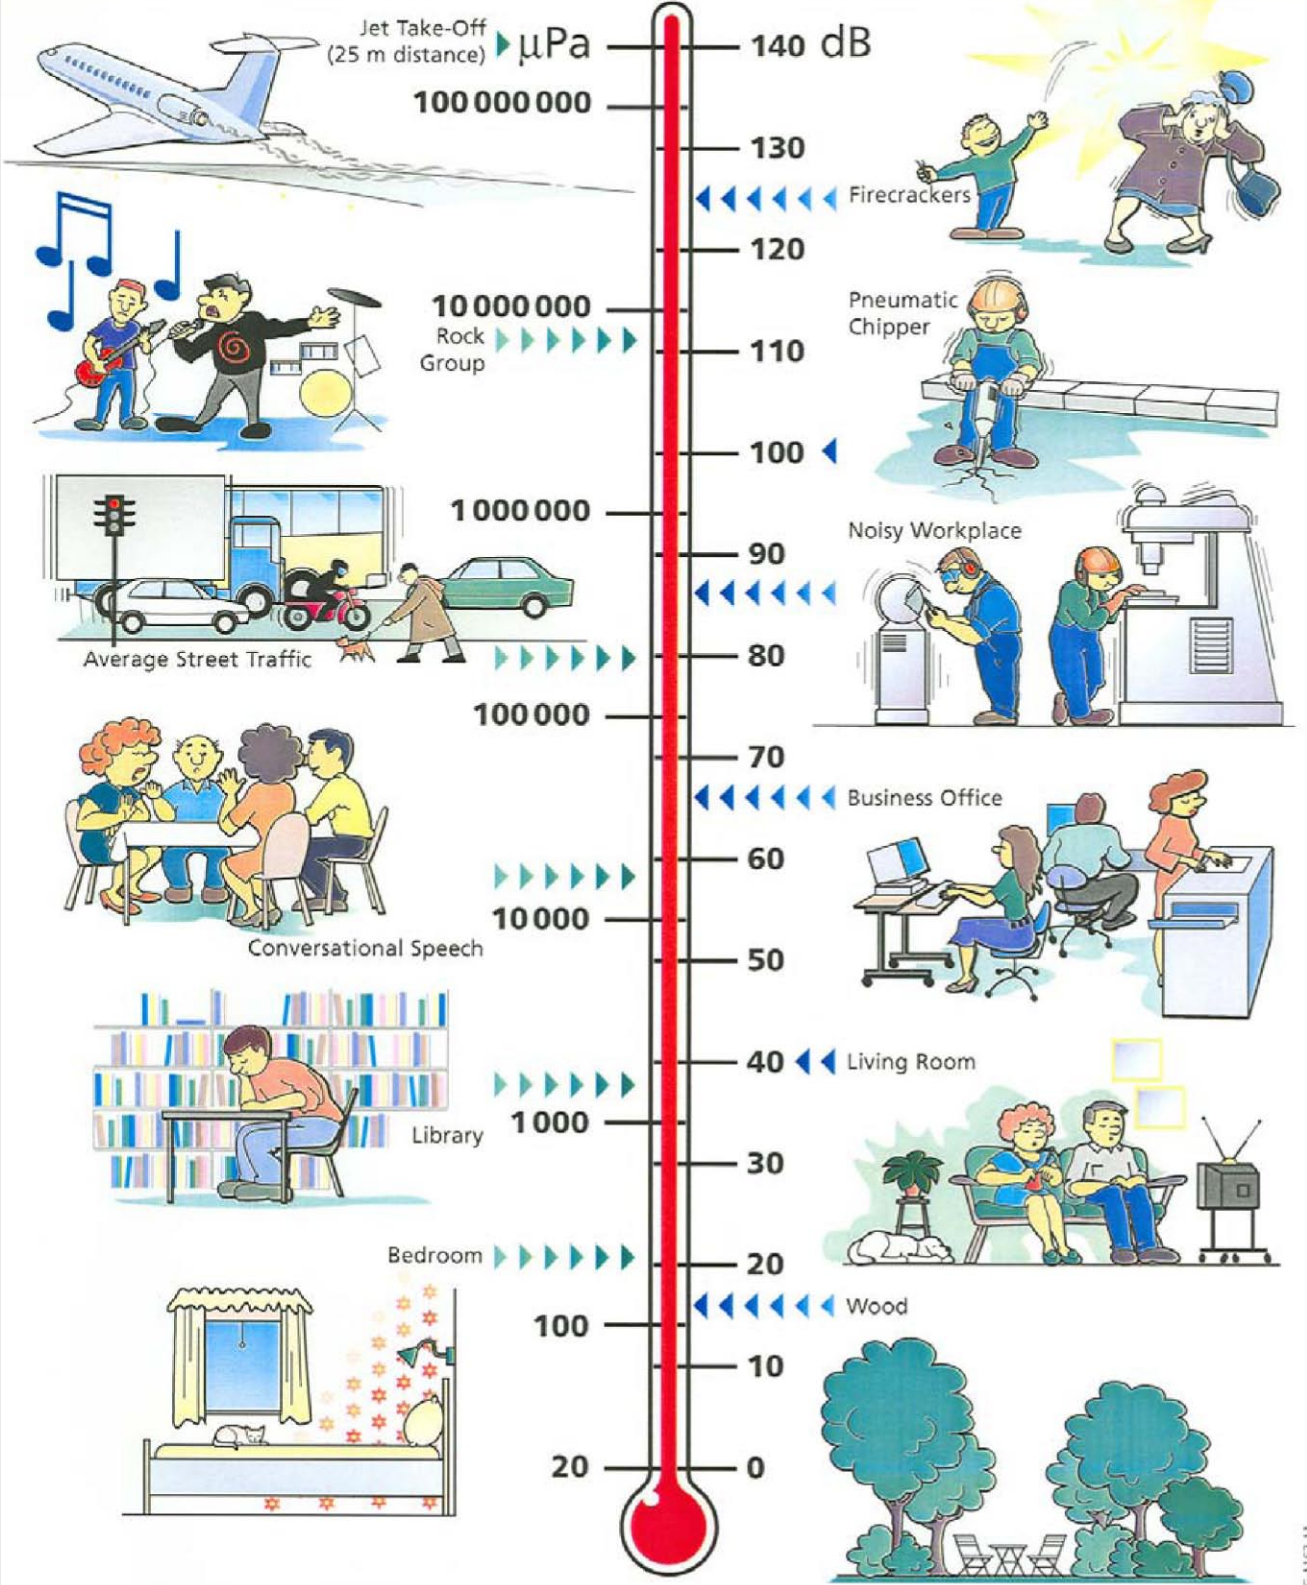 Jet Take-Off
(25 m distance)
μPa
140 dB
100 000 000
130
Firecrackers
120
10 000 000
Rock
Group
Pneumatic
Chipper
110
100
1 000 000
Noisy Workplace
90
Average Street Traffic
80
100 000
70
Business Office
60
10 000
Conversational Speech
50
40
Living Room
1 000
Library
30
Bedroom
20
Wood
100
10
20
0